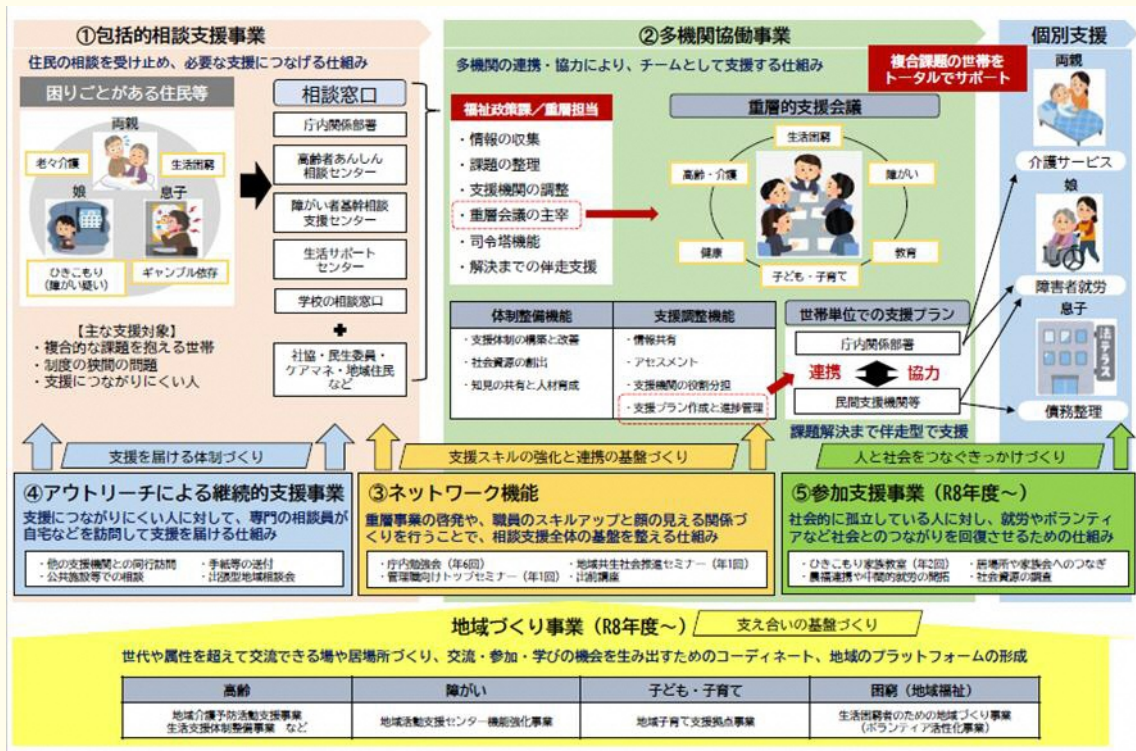 ①包括的相談支援事業
住民の相談を受け止め、必要な支援につなげる仕組み
困りごとがある住民等
両親
老々介護
生活困窮
娘
息子
ひきこもり
(障がい疑い)
ギャンブル依存
【主な支援対象】
・複合的な課題を抱える世帯
・制度の狭間の問題
・支援につながりにくい人
相談窓口
庁内関係部署
高齢者あんしん
相談センター
障がい者基幹相談
支援センター
生活サポート
センター
学校の相談窓口
+
社協・民生委員・
ケアマネ・地域住民
など
②多機関協働事業
多機関の連携・協力により、チームとして支援する仕組み
複合課題の世帯を
トータルでサポート
福祉政策課/重層担当
・情報の収集
・課題の整理
・支援機関の調整
・重層会議の主宰
・司令塔機能
・解決までの伴走支援
重層的支援会議
生活困窮
高齢・介護
障がい
健康
教育
子ども・子育て
体制整備機能
・支援体制の構築と改善
・社会資源の創出
・知見の共有と人材育成
支援調整機能
・情報共有
・アセスメント
・支援機関の役割分担
・支援プラン作成と進捗管理
世帯単位での支援プラン
庁内関係部署
連携
協力
民間支援機関等
課題解決まで伴走型で支援
個別支援
両親
介護サービス
娘
障害者就労
息子
法テラス
債務整理
支援を届ける体制づくり
④アウトリーチによる継続的支援事業
支援につながりにくい人に対して、専門の相談員が
自宅などを訪問して支援を届ける仕組み
・他の支援機関との同行訪問
・手紙等の送付
・公共施設等での相談
・出張型地域相談会
支援スキルの強化と連携の基盤づくり
③ネットワーク機能
重層事業の啓発や、職員のスキルアップと顔の見える関係づ
くりを行うことで、相談支援全体の基盤を整える仕組み
・庁内勉強会(年6回)
・地域共生社会推進セミナー(年1回)
・管理職向けトップセミナー(年1回)
・出前講座
人と社会をつなぐきっかけづくり
⑤参加支援事業(R8年度~)
社会的に孤立している人に対し、就労やボランティ
アなど社会とのつながりを回復させるための仕組み
・ひきこもり家族教室(年2回)
・居場所や家族会へのつなぎ
・農福連携や中間的就労の開拓
・社会資源の調査
地域づくり事業(R8年度~)
支え合いの基盤づくり
世代や属性を超えて交流できる場や居場所づくり、交流・参加・学びの機会を生み出すためのコーディネート、地域のプラットフォームの形成
高齢
障がい
子ども・子育て
困窮(地域福祉)
地域介護予防活動支援事業
生活支援体制整備事業 など
地域活動支援センター機能強化事業
地域子育て支援拠点事業
生活困窮者のための地域づくり事業
(ボランティア活性化事業)